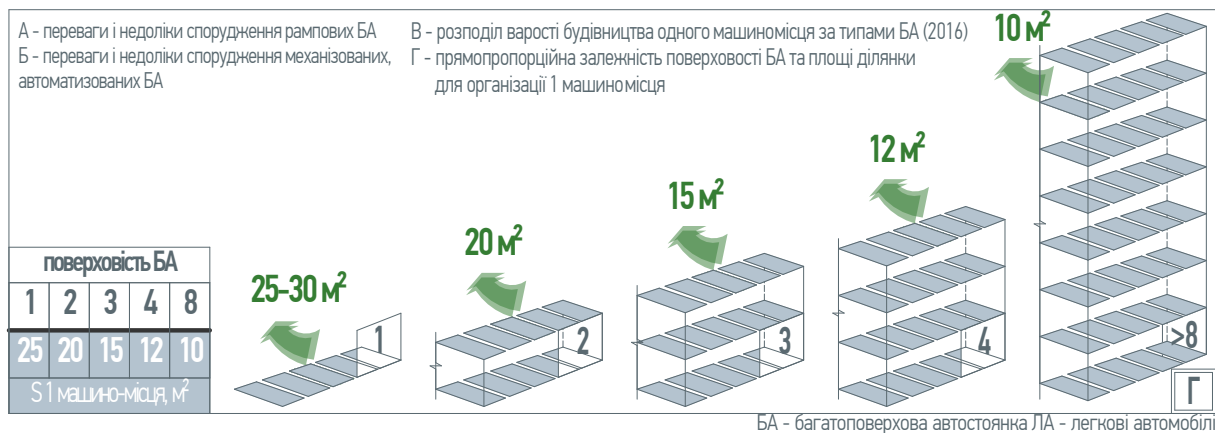 А - переваги і недоліки спорудження рампових БА
Б - переваги і недоліки спорудження механізованих,
автоматизованих БА
В - розподіл варості будівництва одного машиномісця за типами БА (2016)
Г - прямопропорційна залежність поверховості БА та площі ділянки
для організації 1 машиномісця
10 м²
12 м²
15 м²
20 м²
25-30 м²
поверховість БА
1 2 3 4 8
25 20 15 12 10
S 1 машино-місця, м²
1
2
3
4
>8
Г
БА - багатоповерхова автостоянка ЛА - легкові автомобілі